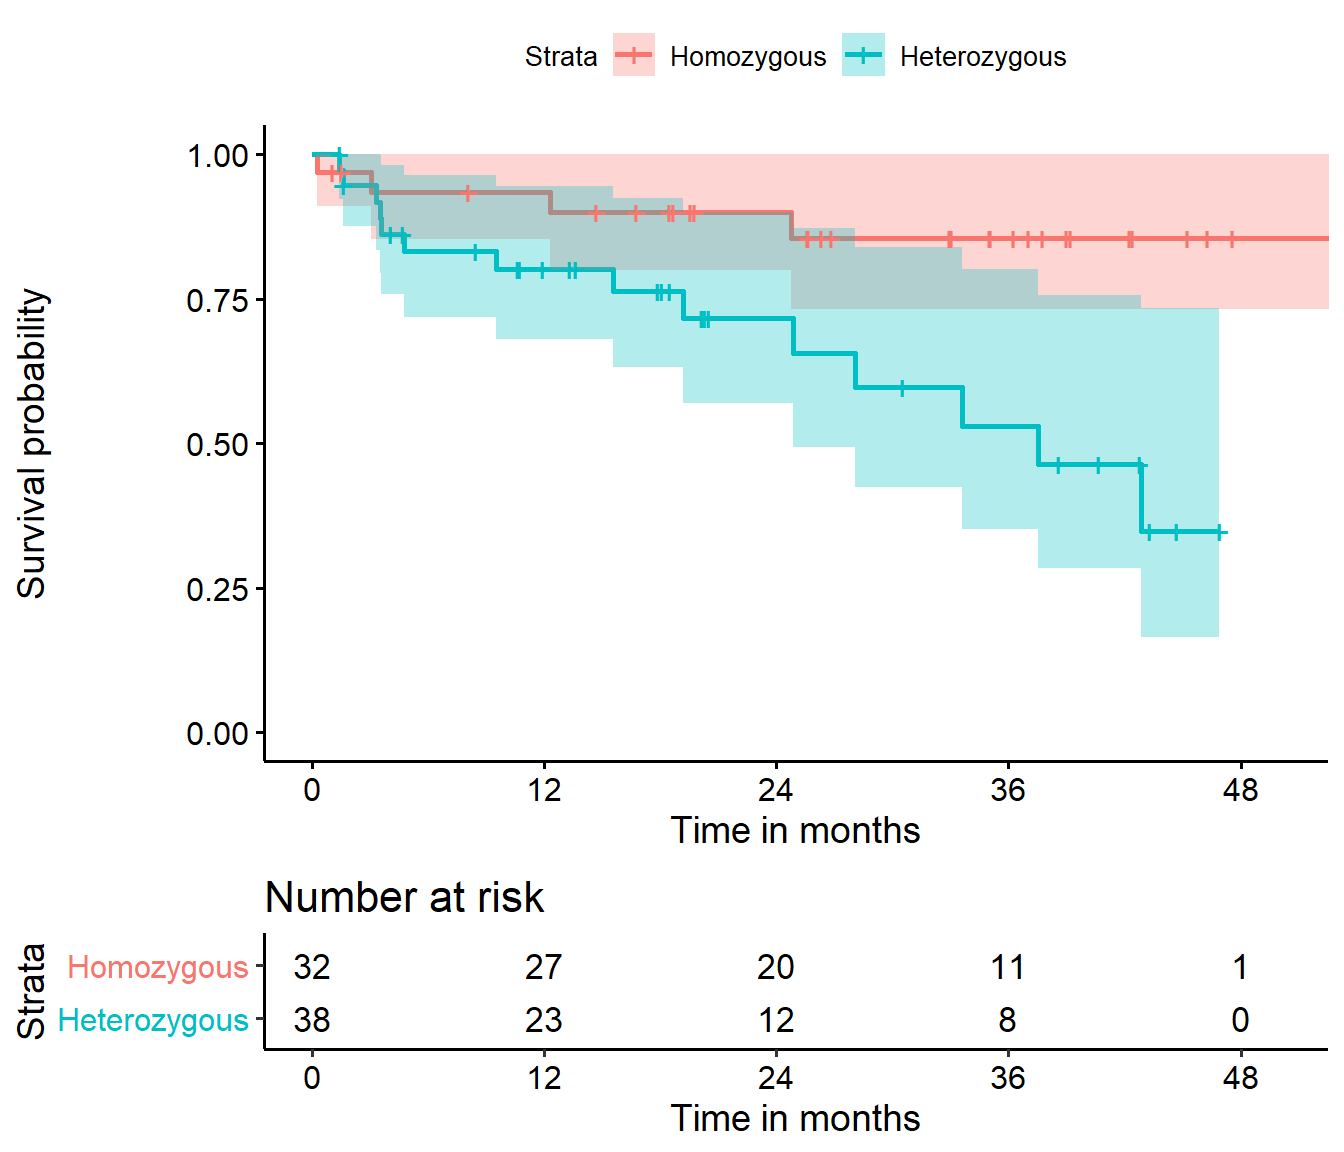 Strata Homozygous Heterozygous
Survival probability
1.00
0.75
0.50
0.25
0.00
0 12 24 36 48
Time in months
Number at risk
Strata
Homozygous 32 27 20 11 1
Heterozygous 38 23 12 8 0
0 12 24 36 48
Time in months